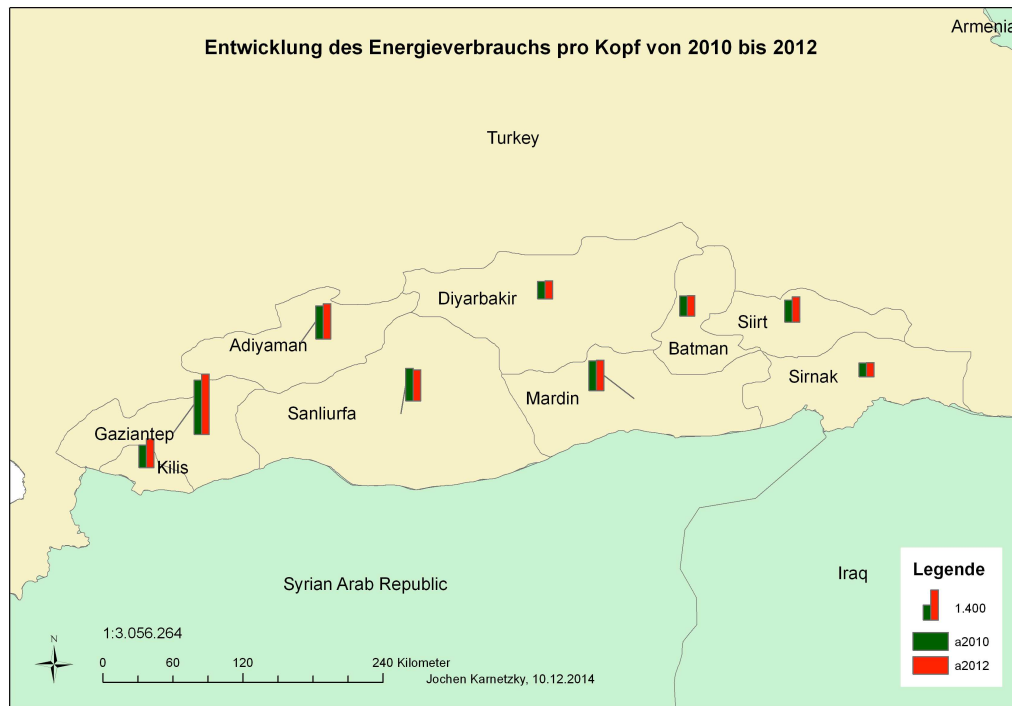 Armenia
Entwicklung des Energieverbrauchs pro Kopf von 2010 bis 2012
Turkey
Diyarbakir
Siirt
Adiyaman
Batman
Sirnak
Mardin
Sanliurfa
Gaziantep
Kilis
Syrian Arab Republic
Iraq
Legende
1.400
a2010
a2012
N
1:3.056.264
0 60 120 240 Kilometer
Jochen Karnetzky, 10.12.2014